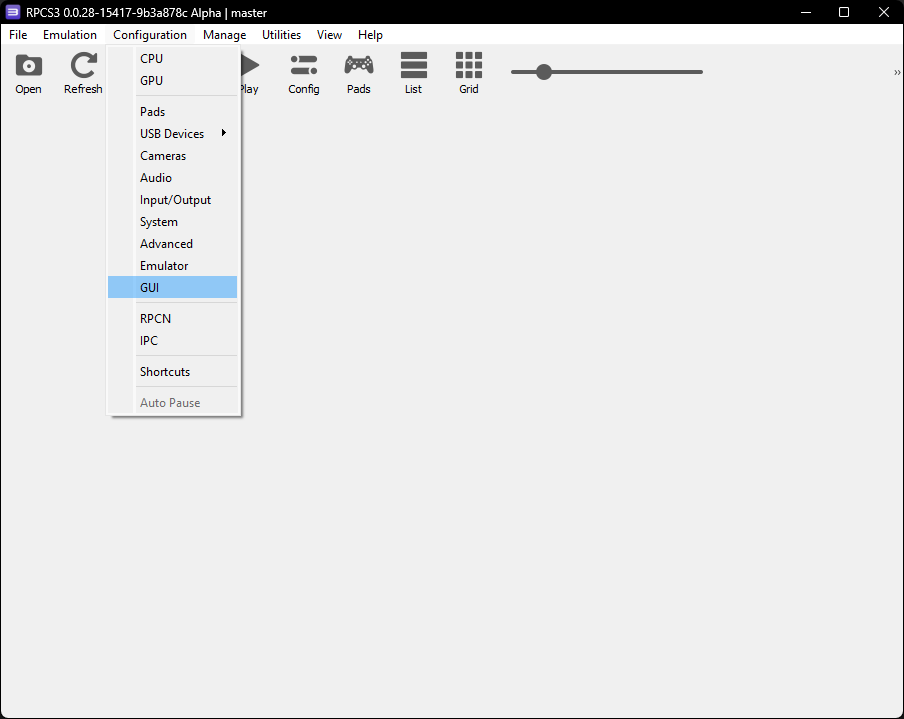 RPCS3 0.0.28-15417-9b3a878c Alpha | master
File Emulation Configuration Manage Utilities View Help
Open Refresh Play Config Pads List Grid
CPU
GPU
Pads
USB Devices
Cameras
Audio
Input/Output
System
Advanced
Emulator
GUI
RPCN
IPC
Shortcuts
Auto Pause